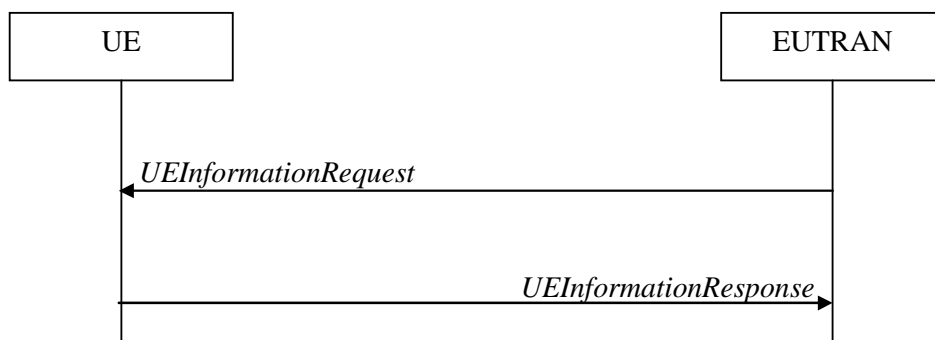 UE
EUTRAN
UEInformationRequest
UEInformationResponse